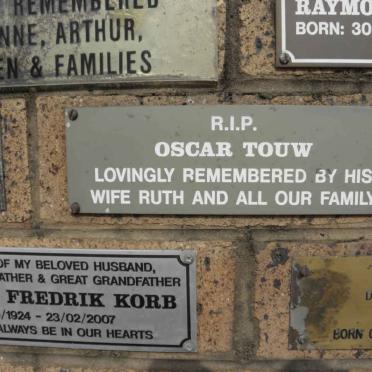 REMEMBERED
NNE, ARTHUR,
EN & FAMILIES
RAYMO
BORN: 30
R.I.P.
OSCAR TOUW
LOVINGLY REMEMBERED BY HIS
WIFE RUTH AND ALL OUR FAMILY
OF MY BELOVED HUSBAND,
ATHER & GREAT GRANDFATHER
FREDRIK KORB
/1924 - 23/02/2007
ALWAYS BE IN OUR HEARTS
BORN